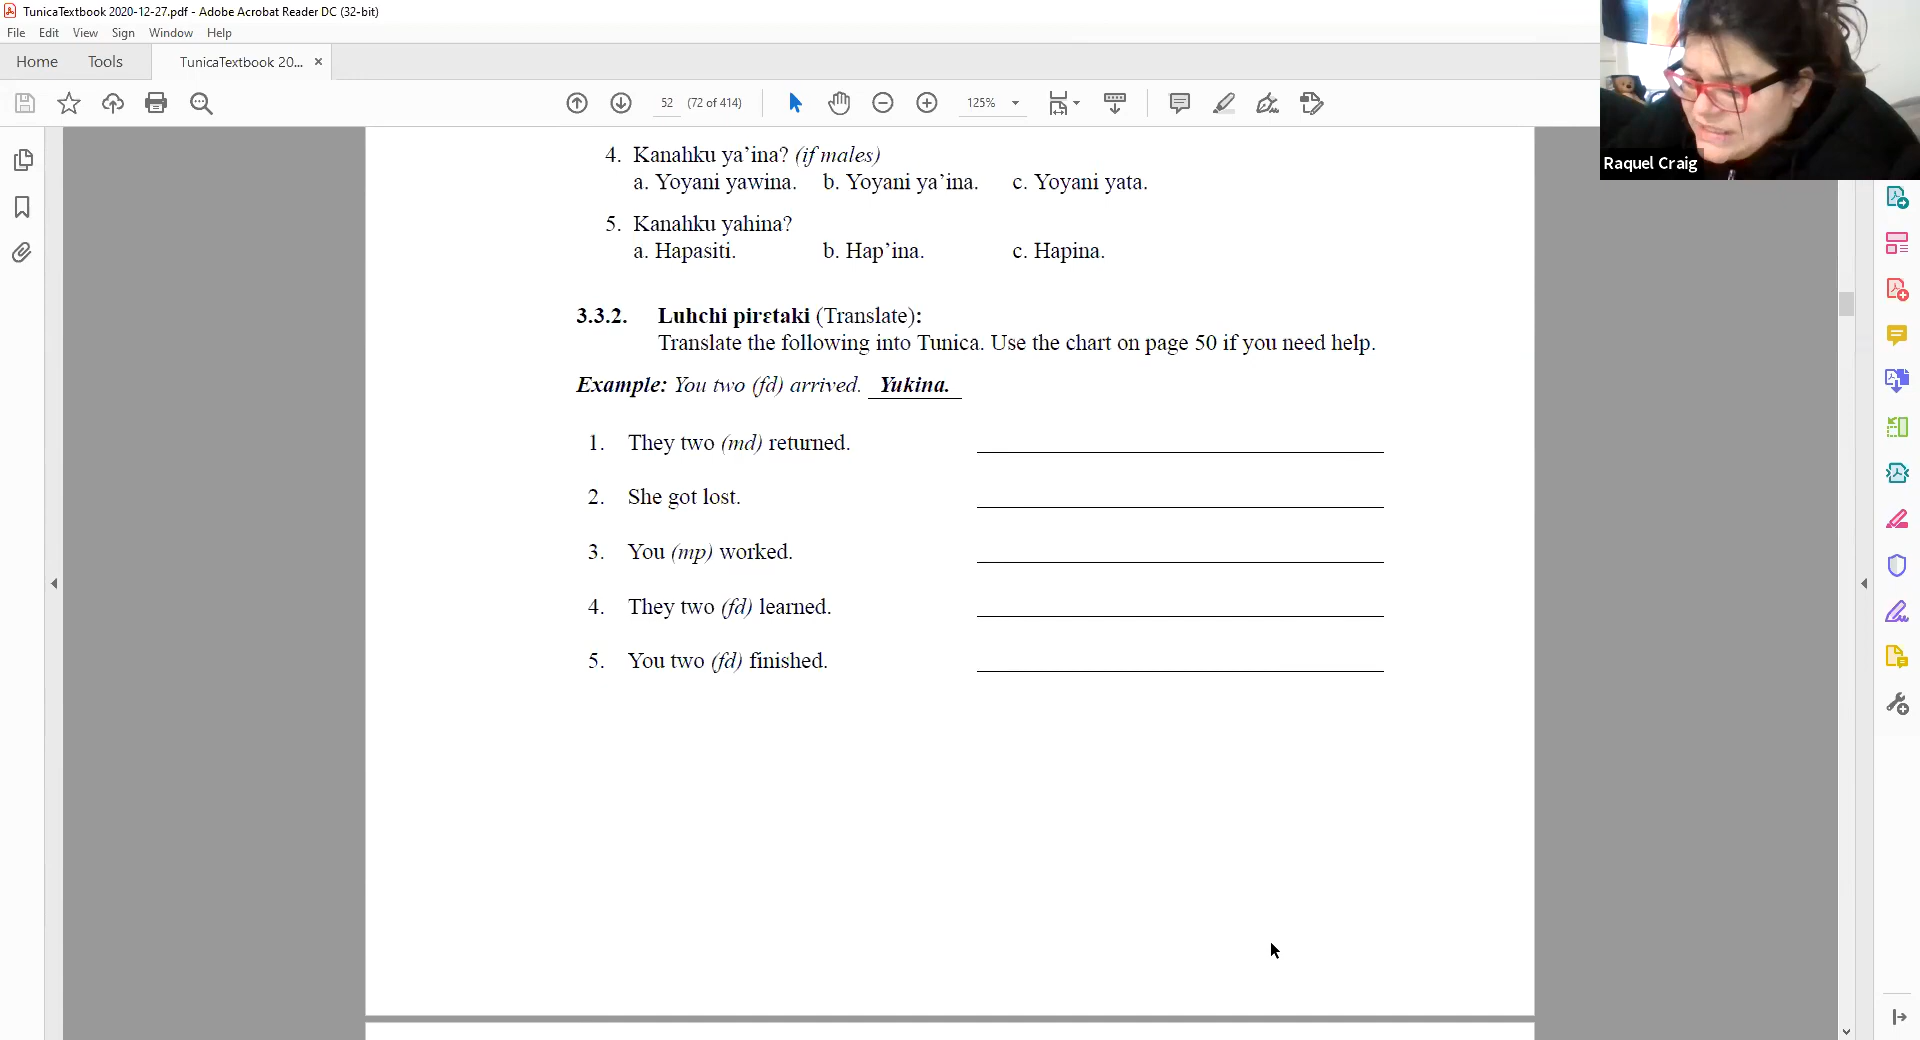 TunicaTextbook 2020-12-27.pdf - Adobe Acrobat Reader DC (32-bit)
File Edit View Sign Window Help
Home Tools TunicaTextbook 20... ×
52 (72 of 414) 125%
Raquel Craig
4. Kanahku ya’ina? (if males)
a. Yoyani yawina. b. Yoyani ya’ina. c. Yoyani yata.
5. Kanahku yahina?
a. Hapasiti. b. Hap’ina. c. Hapina.
3.3.2. Luhchi pirɛtaki (Translate):
Translate the following into Tunica. Use the chart on page 50 if you need help.
Example: You two (fd) arrived. Yukina.
1. They two (md) returned.
2. She got lost.
3. You (mp) worked.
4. They two (fd) learned.
5. You two (fd) finished.